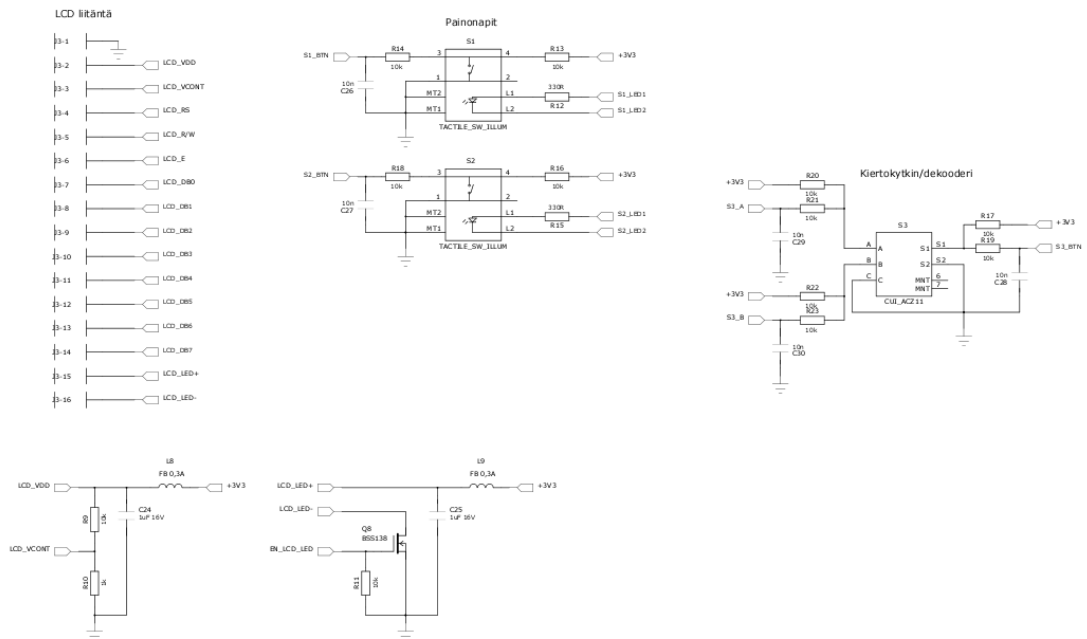 LCD liitäntä
J3-1
J3-2 LCD_VDD
J3-3 LCD_VCONT
J3-4 LCD_RS
J3-5 LCD_R/W
J3-6 LCD_E
J3-7 LCD_DB0
J3-8 LCD_DB1
J3-9 LCD_DB2
J3-10 LCD_DB3
J3-11 LCD_DB4
J3-12 LCD_DB5
J3-13 LCD_DB6
J3-14 LCD_DB7
J3-15 LCD_LED+
J3-16 LCD_LED-
Painonapit
S1
S1_BTN R14 3 4 R13 +3V3
10k 10k
10n
C26
1 2
MT2 L1 330R S1_LED1
R12
MT1 L2 S1_LED2
TACTILE_SW_ILLUM
S2
S2_BTN R18 3 4 R16 +3V3
10k 10k
10n
C27
1 2
MT2 L1 330R S2_LED1
R15
MT1 L2 S2_LED2
TACTILE_SW_ILLUM
Kiertokytkin/dekooderi
R20
+3V3
10k
R21
S3_A
10k
10n
C29
S3
R17
+3V3
10k
R19
S3_BTN
10k
10n
C28
A A S1 S1
B B S2 S2
C C MNT 6
MNT 7
CUI_ACZ11
R22
+3V3
10k
R23
S3_B
10k
10n
C30
L8
FB 0,3A
LCD_VDD +3V3
R9 10k
C24
1uF 16V
LCD_VCONT
R10 1k
L9
FB 0,3A
LCD_LED+ +3V3
LCD_LED-
C25
1uF 16V
Q8
BSS138
EN_LCD_LED
R11 10k